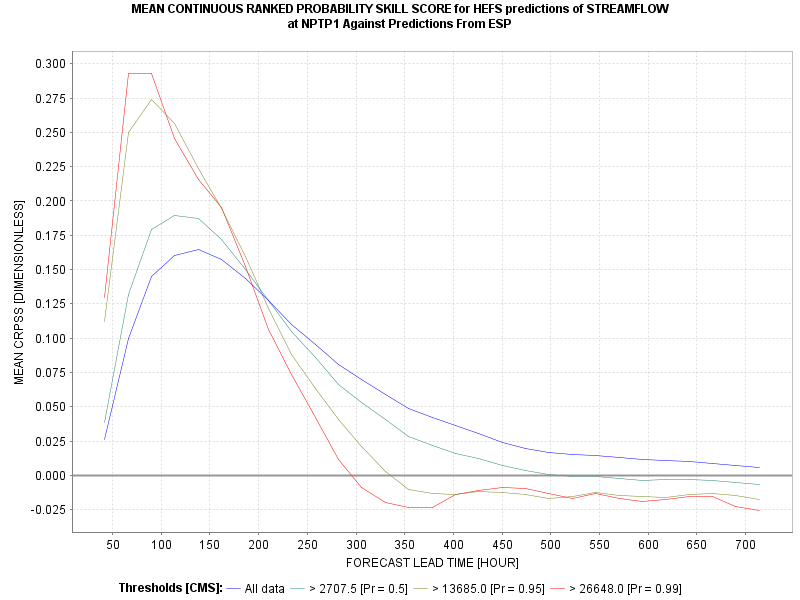 MEAN CONTINUOUS RANKED PROBABILITY SKILL SCORE for HEFS predictions of STREAMFLOW
at NPTP1 Against Predictions From ESP
MEAN CRPSS [DIMENSIONLESS]
0.300
0.275
0.250
0.225
0.200
0.175
0.150
0.125
0.100
0.075
0.050
0.025
0.000
-0.025
50 100 150 200 250 300 350 400 450 500 550 600 650 700
FORECAST LEAD TIME [HOUR]
Thresholds [CMS]: All data > 2707.5 [Pr = 0.5] > 13685.0 [Pr = 0.95] > 26648.0 [Pr = 0.99]